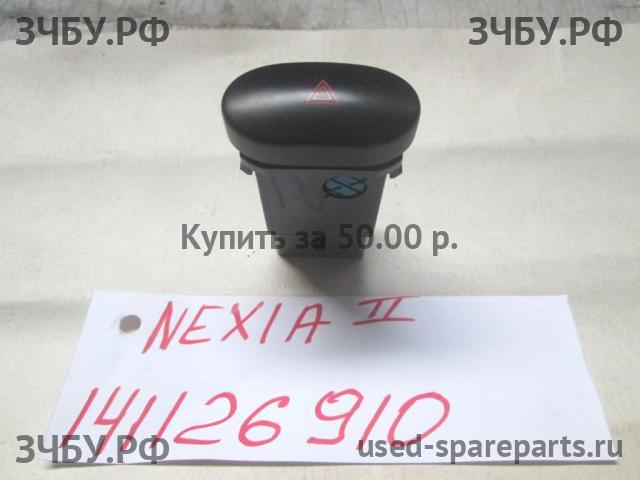 ЗЧБУ.РФ ЗЧБУ.РФ
Купить за 50.00 р.
NEXIA II
141126910
ЗЧБУ.РФ used-spareparts.ru